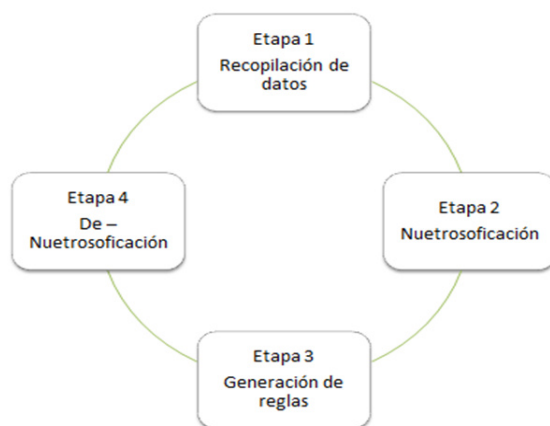 Etapa 1
Recopilación de
datos
Etapa 2
Nuetrosoficación
Etapa 3
Generación de
reglas
Etapa 4
De –
Nuetrosoficación